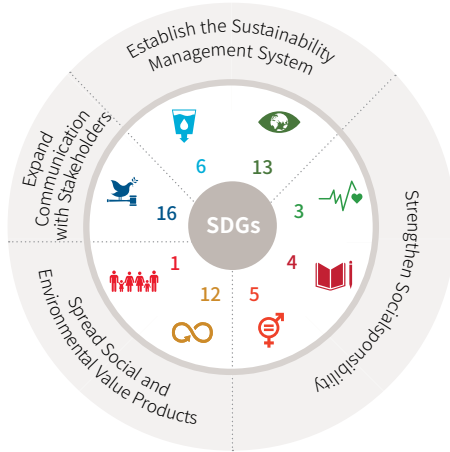 Establish the Sustainability
Management System
Expand
Communication
with Stakeholders
Strengthen Socialsponsibility
Spread Social and
Environmental Value Products
SDGs
6
13
16
3
1
4
12
5